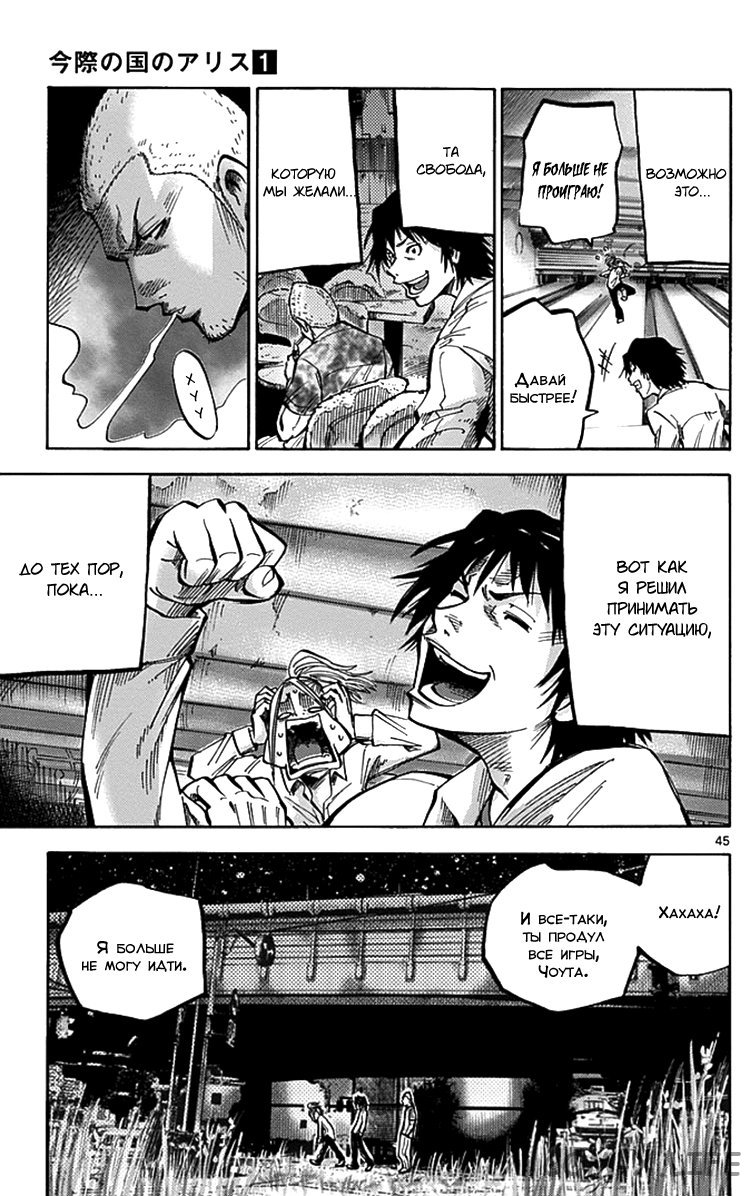 今際の国のアリス1
ВОЗМОЖНО
ЭТО...
Я БОЛЬШЕ НЕ
ПРОИГРАЮ!
ДАВАЙ
БЫСТРЕЕ!
ТА
СВОБОДА,
КОТОРУЮ
МЫ ЖЕЛАЛИ...
ХУУ
ВОТ КАК
Я РЕШИЛ
ПРИНИМАТЬ
ЭТУ СИТУАЦИЮ,
ДО ТЕХ ПОР,
ПОКА...
45
ХАХАХА!
И ВСЕ-ТАКИ,
ТЫ ПРОДУЛ
ВСЕ ИГРЫ,
ЧОУТА.
Я БОЛЬШЕ
НЕ МОГУ ИДТИ.